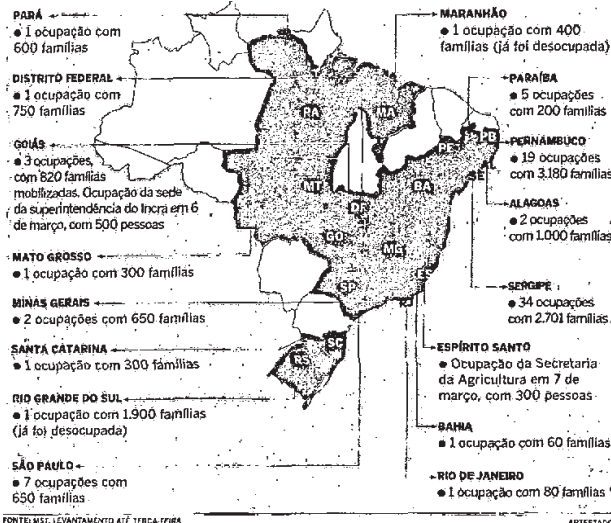 PARÁ
● 1 ocupação com
600 famílias
DISTRITO FEDERAL
● 1 ocupação com
750 famílias
GOIÁS
● 3 ocupações,
com 820 famílias
mobilizadas. Ocupação da sede
da superintendência do Incra em 6
de março, com 500 pessoas
MATO GROSSO
● 1 ocupação com 300 famílias
MINAS GERAIS
● 2 ocupações com 650 famílias
SANTA CATARINA
● 1 ocupação com 300 famílias
RIO GRANDE DO SUL
● 1 ocupação com 1.900 famílias
(já foi desocupada)
SÃO PAULO
● 7 ocupações com
650 famílias
MARANHÃO
● 1 ocupação com 400
famílias (já foi desocupada)
PARAÍBA
● 5 ocupações
com 200 famílias
PERNAMBUCO
● 19 ocupações
com 3.180 famílias
ALAGOAS
● 2 ocupações
com 1.000 famílias
SERGIPE
● 34 ocupações
com 2.701 famílias
ESPÍRITO SANTO
● Ocupação da Secretaria
da Agricultura em 7 de
março, com 300 pessoas
BAHIA
● 1 ocupação com 60 famílias
RIO DE JANEIRO
● 1 ocupação com 80 famílias
PA
MA
PB
PE
SE
MT
BA
DF
GO
MG
ES
SP
RJ
SC
RS
FONTE: MST, LEVANTAMENTO ATÉ TERÇA-FEIRA
ARTESTADO